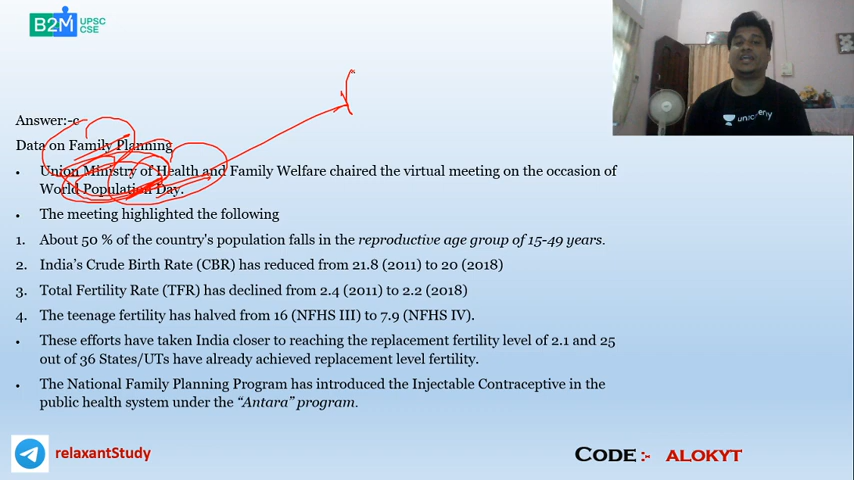 B2M UPSC
CSE
unacademy
Answer:-c
Data on Family Planning
• Union Ministry of Health and Family Welfare chaired the virtual meeting on the occasion of
World Population Day.
• The meeting highlighted the following
1. About 50 % of the country's population falls in the reproductive age group of 15-49 years.
2. India's Crude Birth Rate (CBR) has reduced from 21.8 (2011) to 20 (2018)
3. Total Fertility Rate (TFR) has declined from 2.4 (2011) to 2.2 (2018)
4. The teenage fertility has halved from 16 (NFHS III) to 7.9 (NFHS IV).
• These efforts have taken India closer to reaching the replacement fertility level of 2.1 and 25
out of 36 States/UTs have already achieved replacement level fertility.
• The National Family Planning Program has introduced the Injectable Contraceptive in the
public health system under the “Antara” program.
relaxantStudy
CODE :- ALOKYT